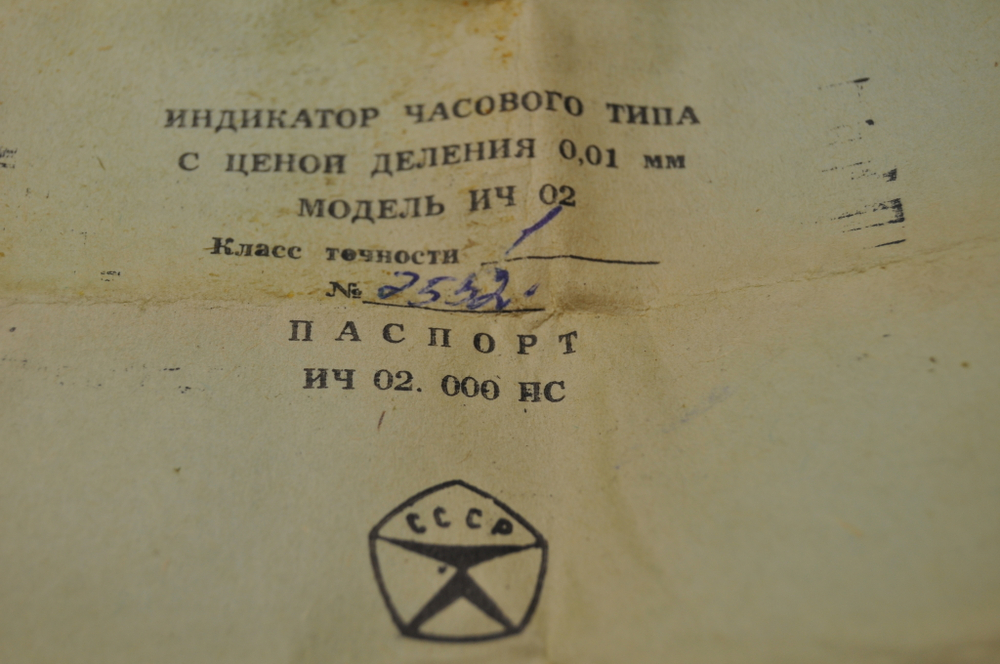 ИНДИКАТОР ЧАСОВОГО ТИПА
С ЦЕНОЙ ДЕЛЕНИЯ 0,01 мм
МОДЕЛЬ ИЧ 02
Класс точности 1
№ 2552.
ПАСПОРТ
ИЧ 02. 000 ПС
СССР